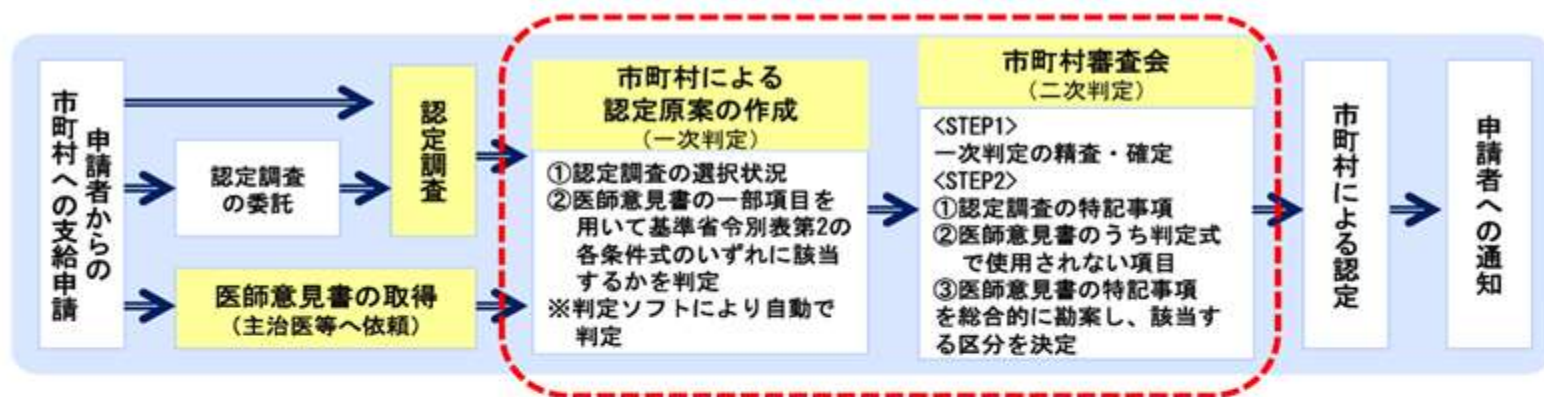 申請者からの
市町村への支給申請
認定調査
の委託
認定調査
医師意見書の取得
(主治医等へ依頼)
市町村による
認定原案の作成
(一次判定)
①認定調査の選択状況
②医師意見書の一部項目を
用いて基準省令別表第2の
各条件式のいずれに該当
するかを判定
※判定ソフトにより自動で
判定
市町村審査会
(二次判定)
<STEP1>
一次判定の精査・確定
<STEP2>
①認定調査の特記事項
②医師意見書のうち判定式
で使用されない項目
③医師意見書の特記事項
を総合的に勘案し、該当す
る区分を決定
市町村による認定
申請者への通知